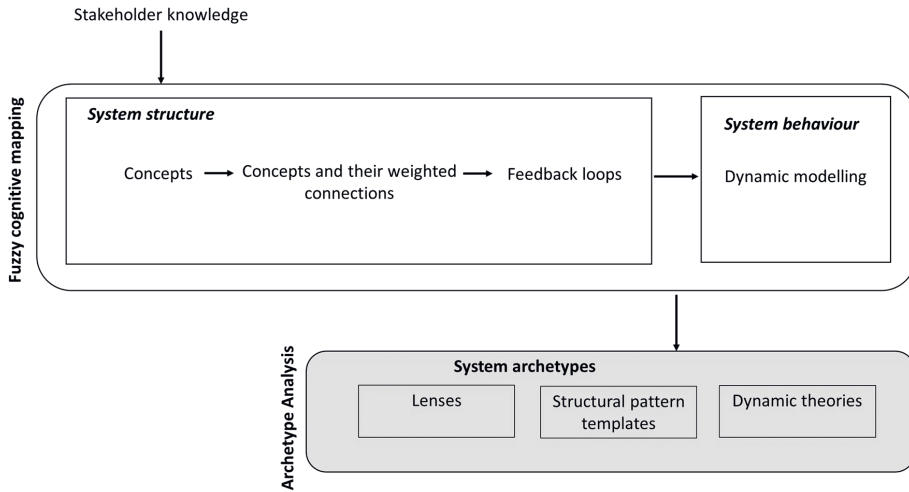 Stakeholder knowledge
Fuzzy cognitive mapping
System structure
Concepts
Concepts and their weighted
connections
Feedback loops
System behaviour
Dynamic modelling
Archetype Analysis
System archetypes
Lenses
Structural pattern
templates
Dynamic theories